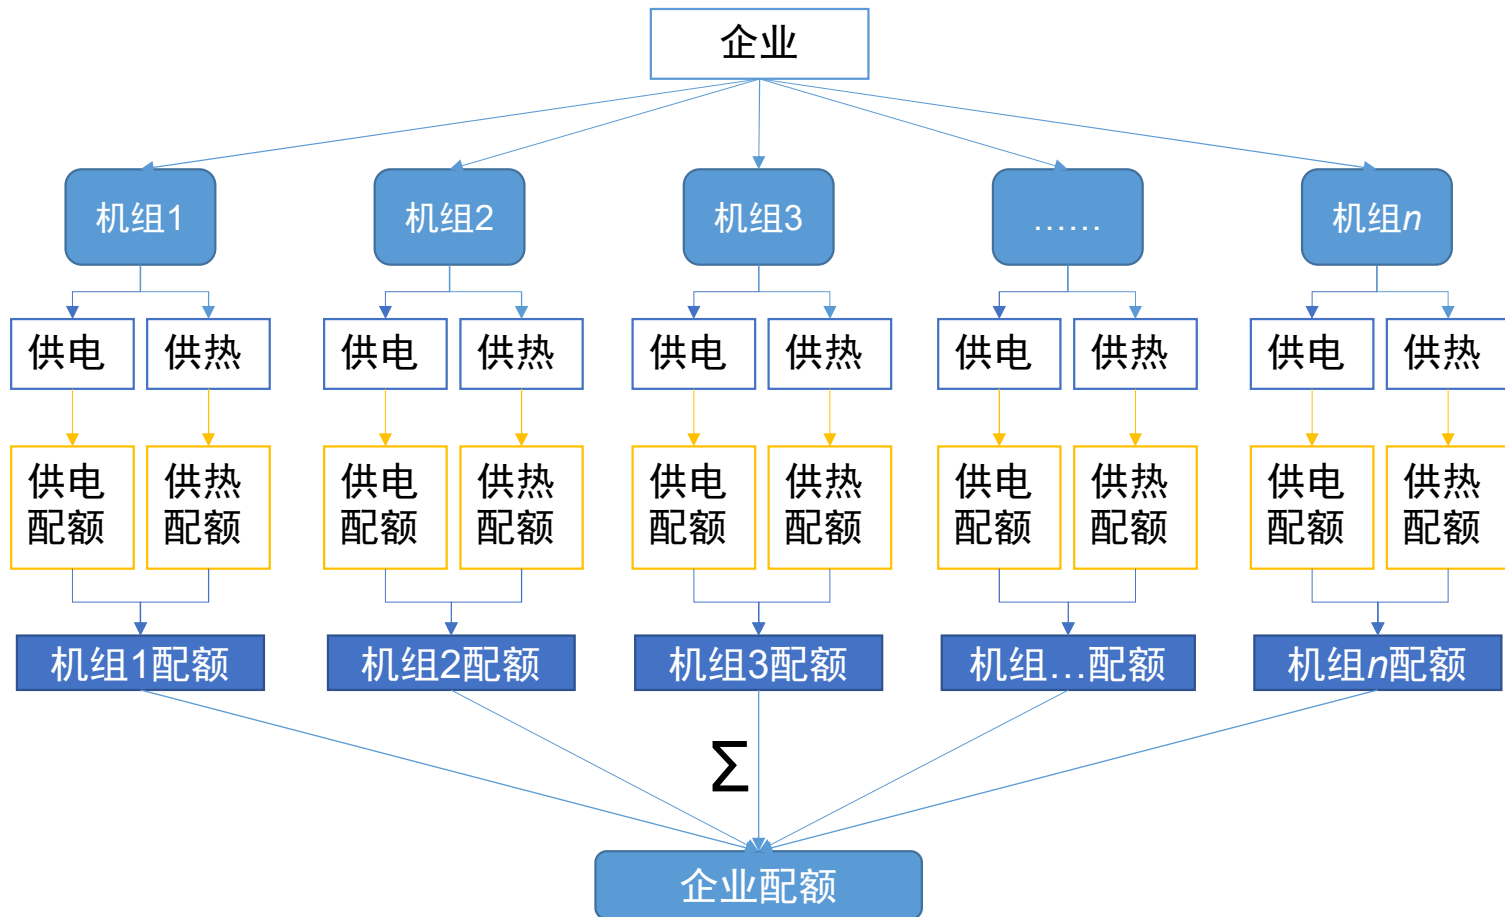 企业
机组1
机组2
机组3
……
机组n
供电
供热
供电
供热
供电
供热
供电
供热
供电
供热
供电
配额
供热
配额
供电
配额
供热
配额
供电
配额
供热
配额
供电
配额
供热
配额
供电
配额
供热
配额
机组1配额
机组2配额
机组3配额
机组…配额
机组n配额
Σ
企业配额